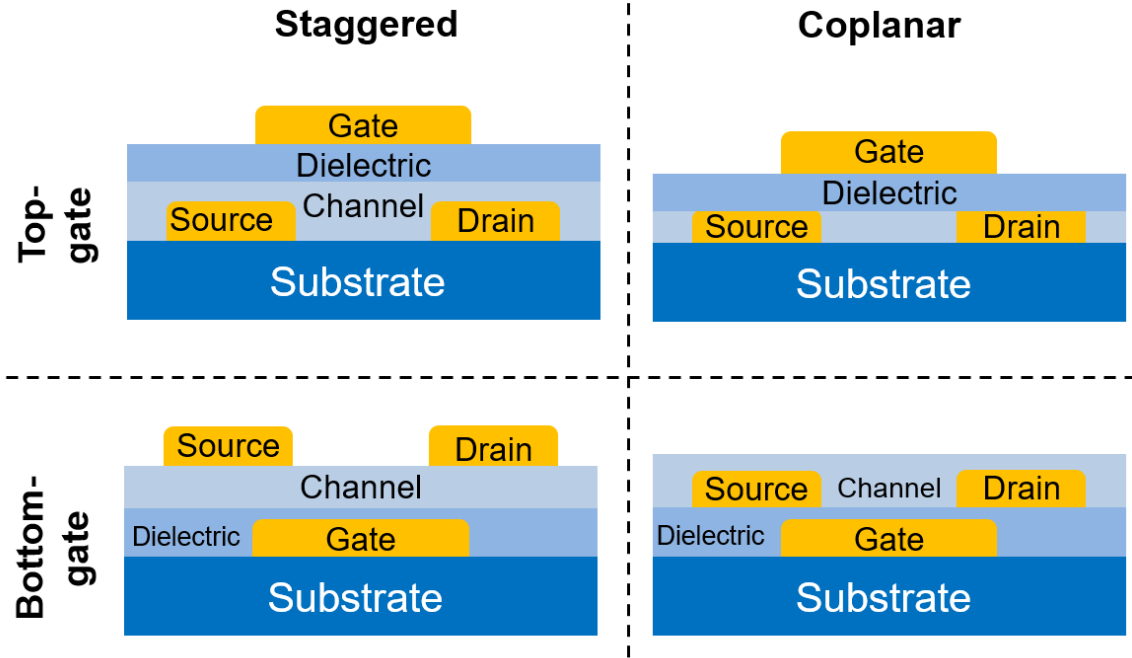 Staggered
Coplanar
Top-
gate
Gate
Dielectric
Source
Channel
Drain
Substrate
Gate
Dielectric
Source
Drain
Substrate
Bottom-
gate
Source
Drain
Channel
Dielectric
Gate
Substrate
Source
Channel
Drain
Dielectric
Gate
Substrate